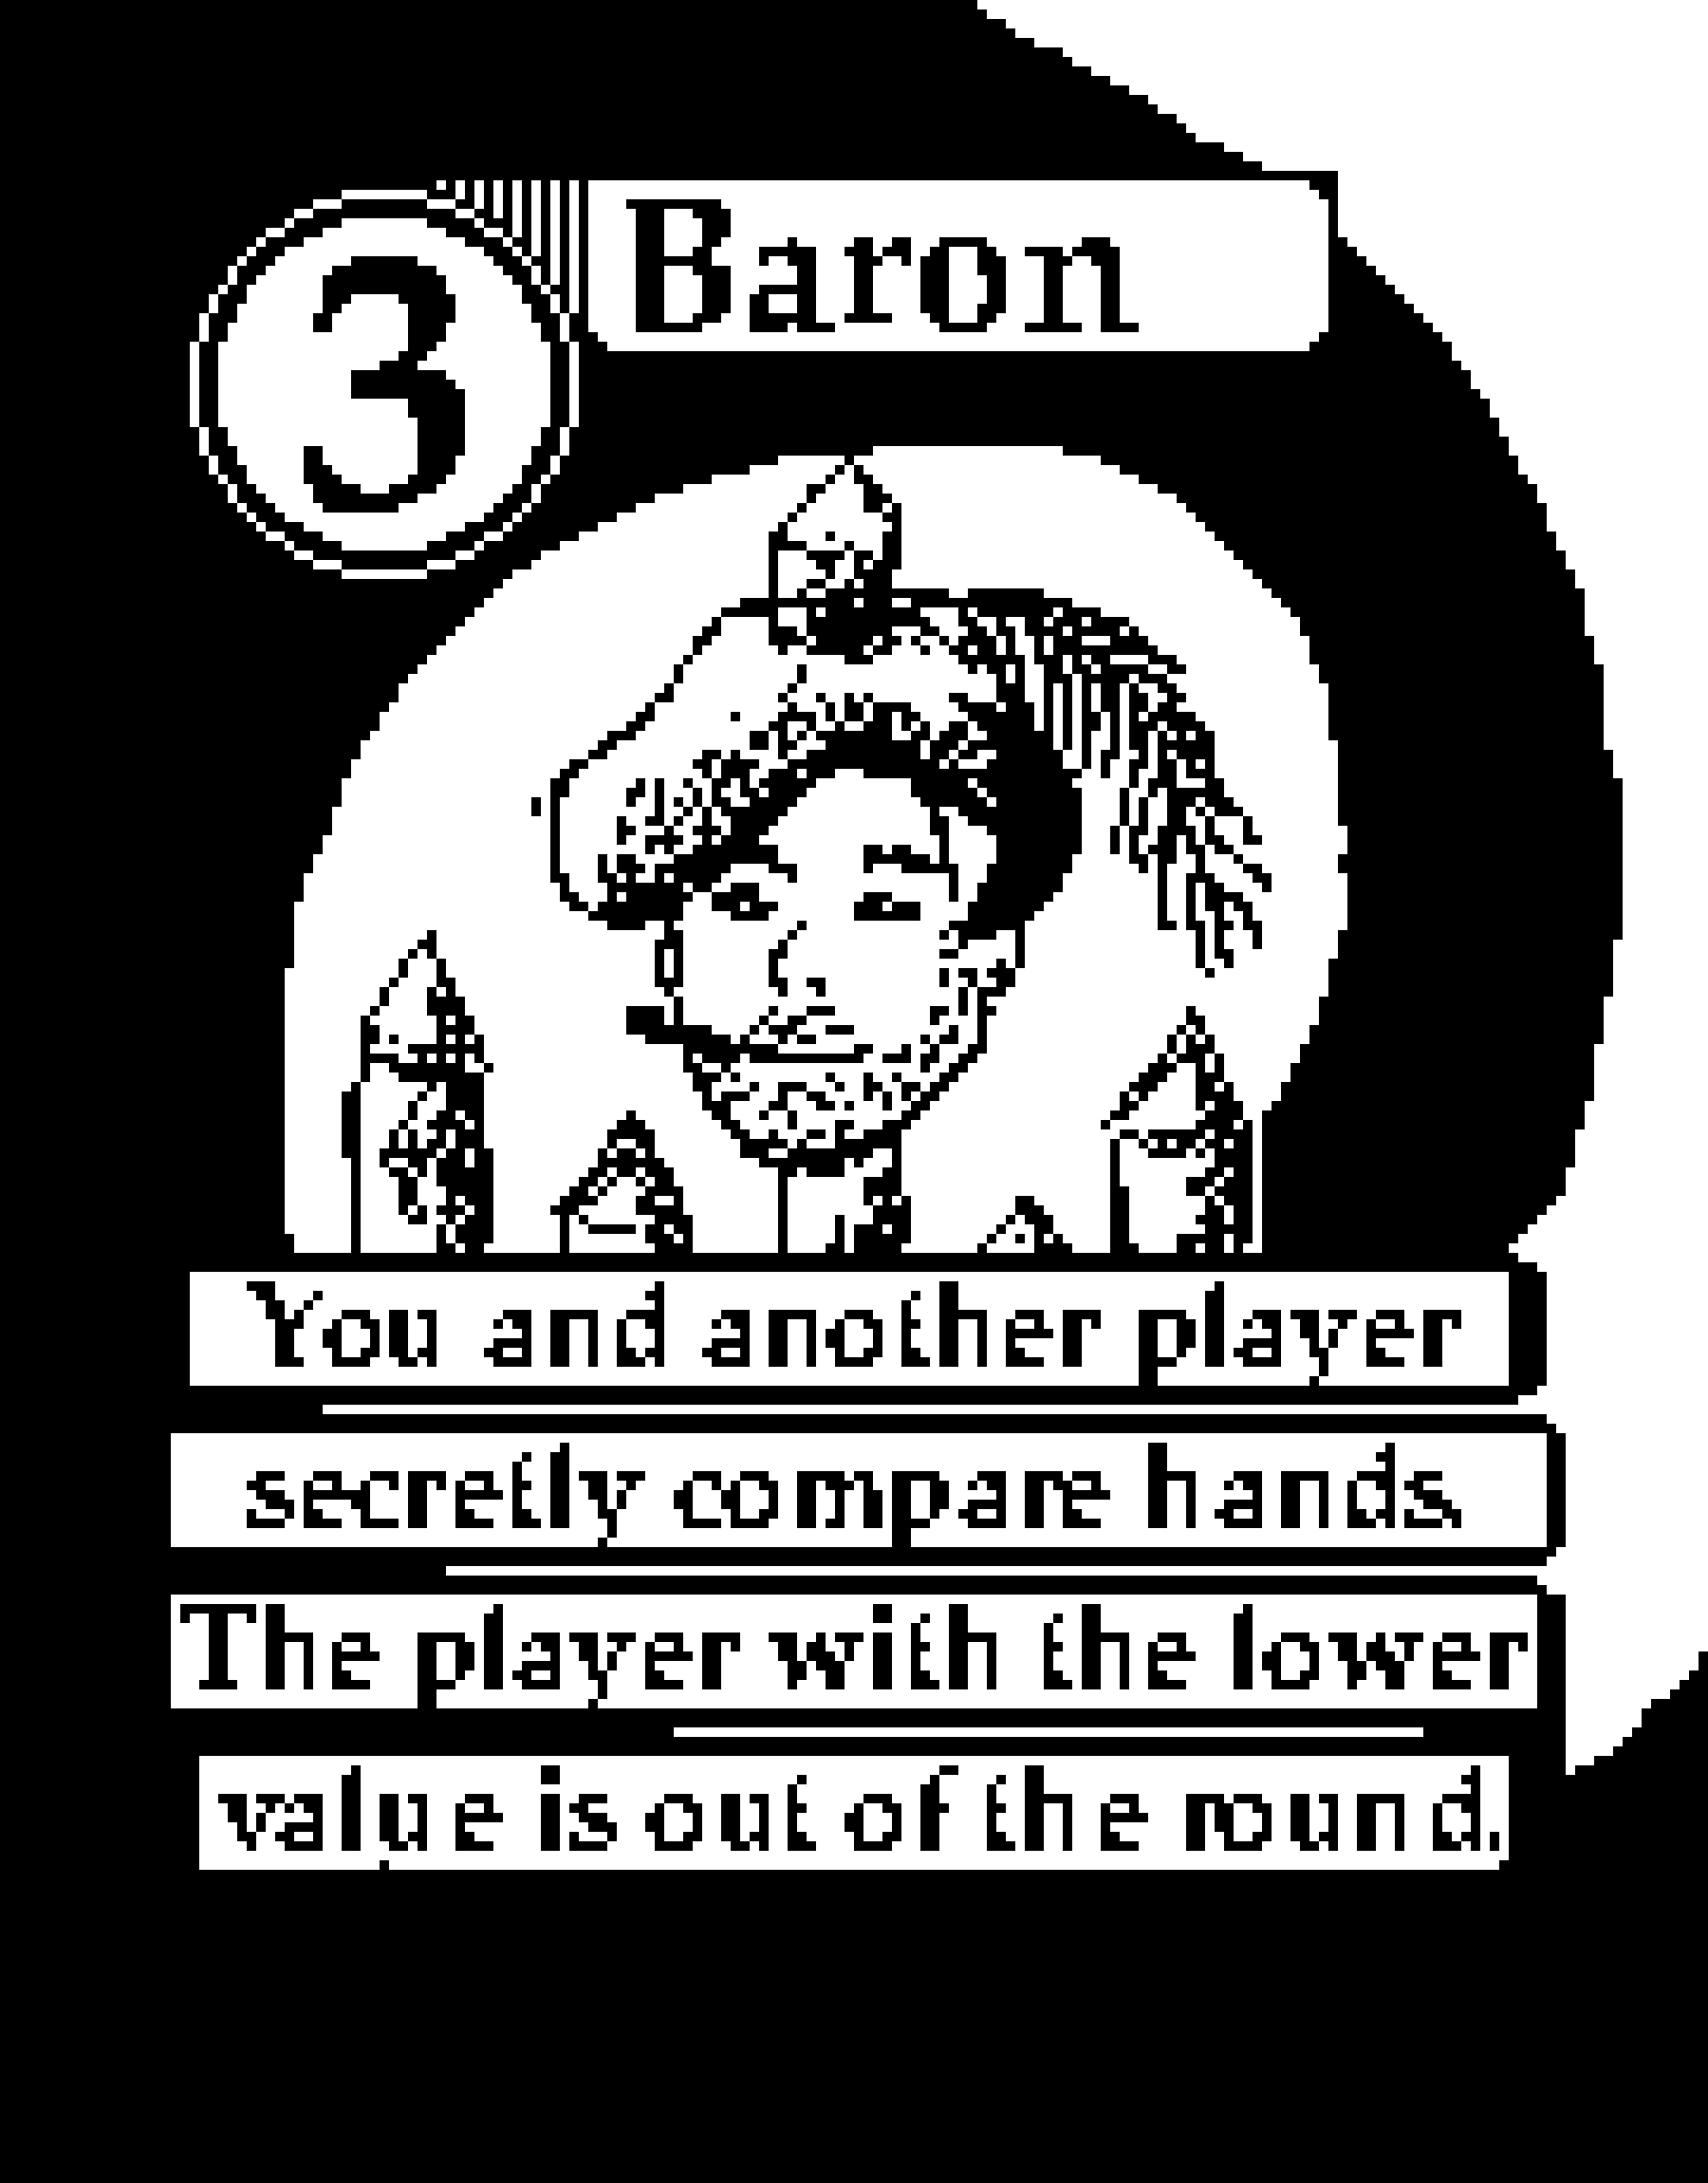 3
Baron
You and another player
secretly compare hands.
The player with the lower
value is out of the round.